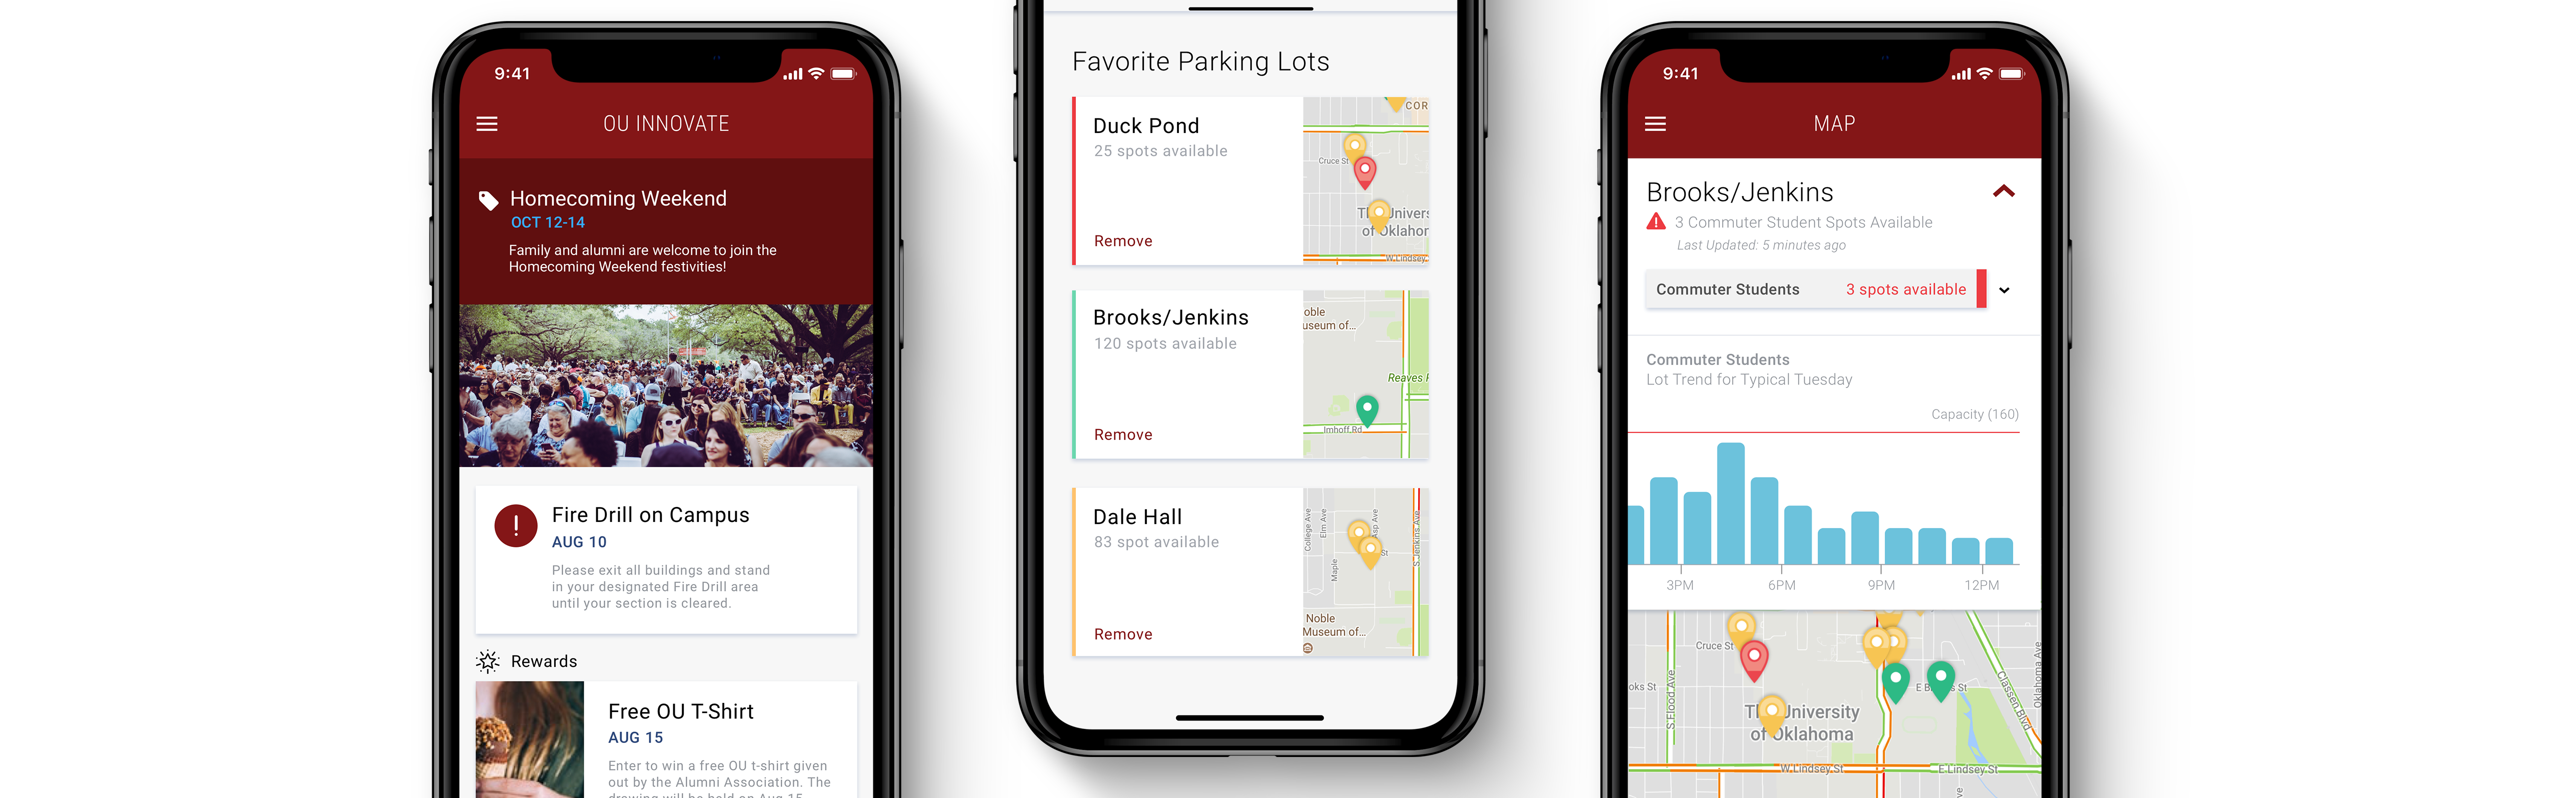 9:41
OU INNOVATE
Homecoming Weekend
OCT 12-14
Family and alumni are welcome to join the
Homecoming Weekend festivities!
Fire Drill on Campus
AUG 10
Please exit all buildings and stand
in your designated Fire Drill area
until your section is cleared.
Rewards
Free OU T-Shirt
AUG 15
Enter to win a free OU t-shirt given
out by the Alumni Association. The
drawing will be held on Aug 15
Favorite Parking Lots
Duck Pond
25 spots available
Remove
COR
Cruce St
of Oklahor
W Lindsey
Brooks/Jenkins
120 spots available
Remove
oble
useum of...
Reaves
Imhoff Rd
Dale Hall
83 spot available
Remove
College Ave
Elm Ave
Asp Ave
Maple
St
S Jenkins Ave
Noble
Museum of...
9:41
MAP
Brooks/Jenkins
3 Commuter Student Spots Available
Last Updated: 5 minutes ago
Commuter Students
3 spots available
Commuter Students
Lot Trend for Typical Tuesday
Capacity (160)
3PM
6PM
9PM
12PM
Cruce St
oks St
S Flood Ave
University
of Oklahoma
St
Classen Blvd
Oklahoma Ave
W Lindsey St
E Lindsey St